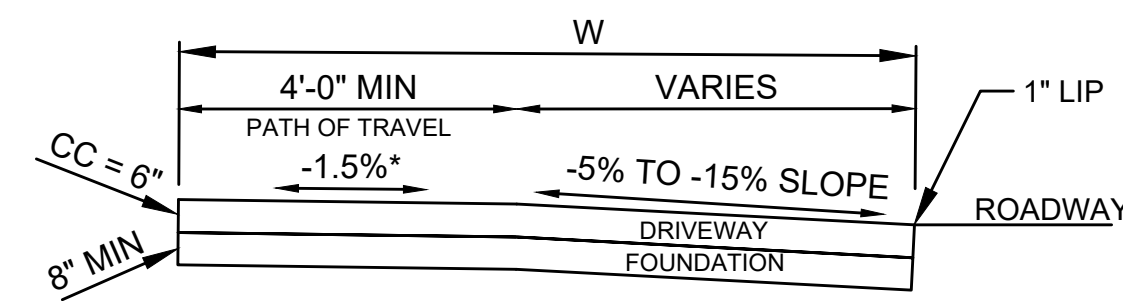 W
4'-0" MIN
VARIES
1" LIP
PATH OF TRAVEL
CC = 6"
-1.5%*
-5% TO -15% SLOPE
ROADWAY
DRIVEWAY
8" MIN
FOUNDATION